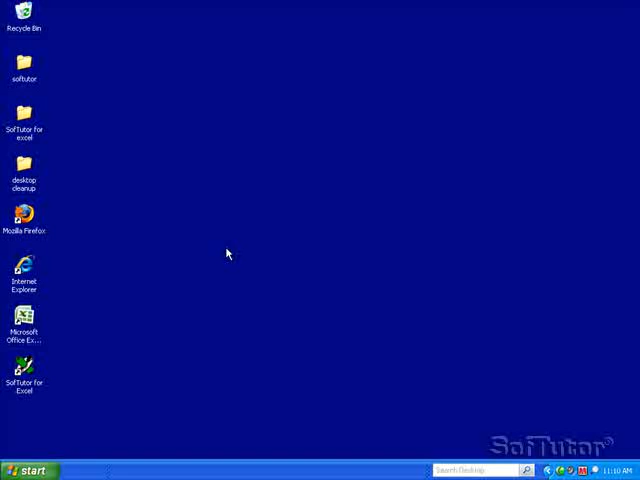 Recycle Bin
softutor
SofTutor for
excel
desktop
cleanup
Mozilla Firefox
Internet
Explorer
Microsoft
Office Ex...
SofTutor for
Excel
SofTutor
start
Search Desktop
11:10 AM